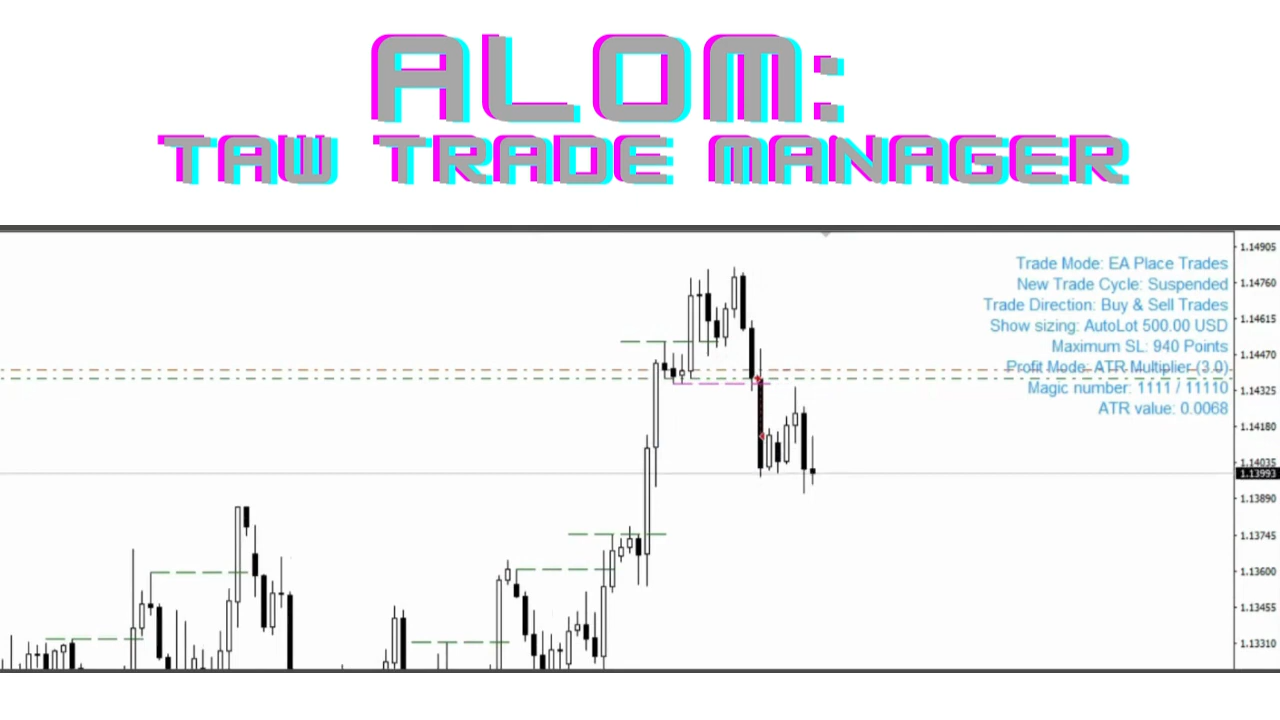 ALOM:
TAW TRADE MANAGER
Trade Mode: EA Place Trades
New Trade Cycle: Suspended
Trade Direction: Buy & Sell Trades
Show sizing: AutoLot 500.00 USD
Maximum SL: 940 Points
Profit Mode: ATR Multiplier (3.0)
Magic number: 1111 / 11110
ATR value: 0.0068
1.14905
1.14760
1.14615
1.14470
1.14325
1.14180
1.14035
1.13993
1.13890
1.13745
1.13600
1.13455
1.13310